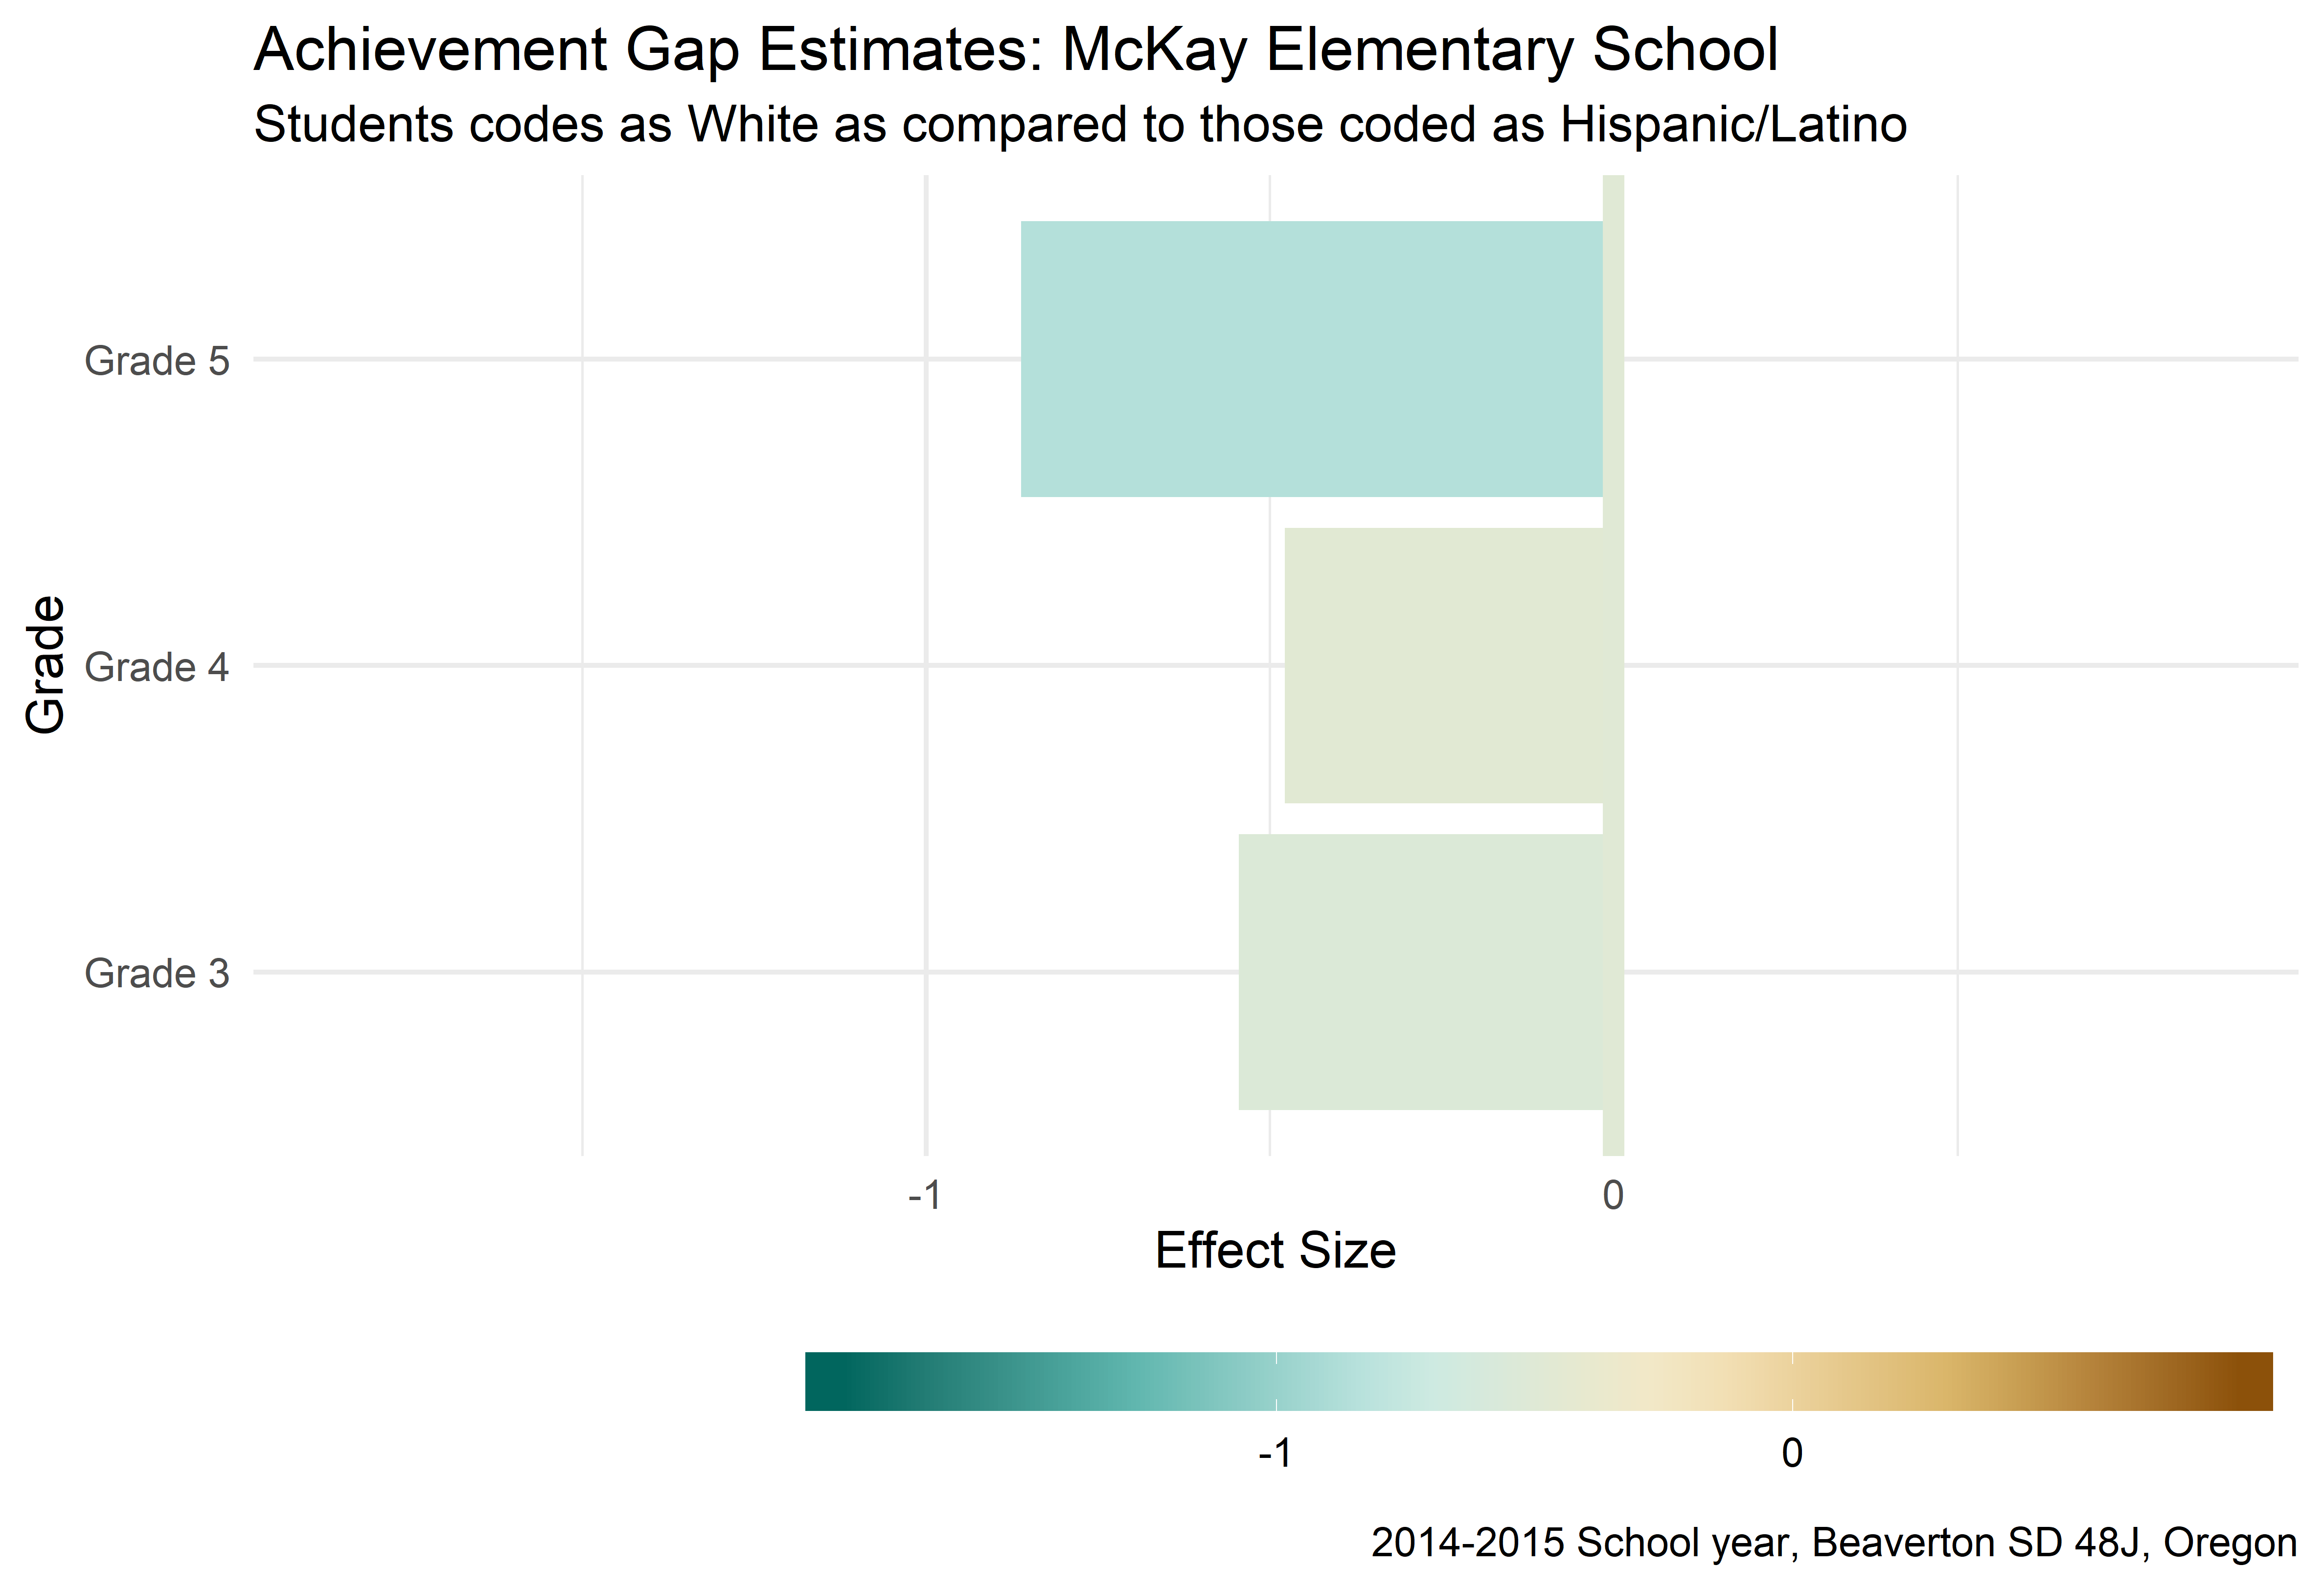 Achievement Gap Estimates: McKay Elementary School
Students codes as White as compared to those coded as Hispanic/Latino
Grade 5
Grade 4
Grade 3
Grade
-1
0
Effect Size
-1
0
2014-2015 School year, Beaverton SD 48J, Oregon